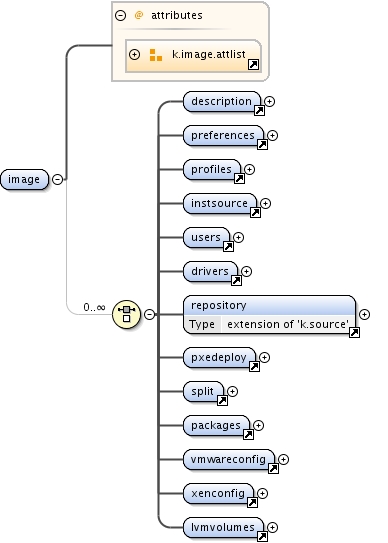 attributes
k.image.attlist
description
preferences
profiles
instsource
image
users
drivers
0..∞
repository
Type extension of 'k.source'
pxedeploy
split
packages
vmwareconfig
xenconfig
lvmvolumes